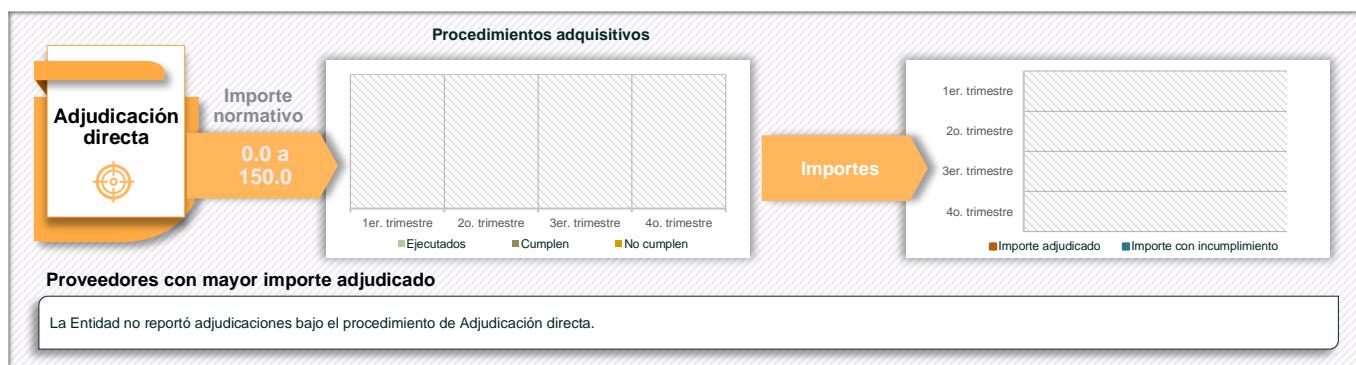 Procedimientos adquisitivos
Adjudicación
directa
Importe
normativo
0.0 a
150.0
1er. trimestre 2o. trimestre 3er. trimestre 4o. trimestre
Ejecutados Cumplen No cumplen
Importes
1er. trimestre
2o. trimestre
3er. trimestre
4o. trimestre
Importe adjudicado Importe con incumplimiento
Proveedores con mayor importe adjudicado
La Entidad no reportó adjudicaciones bajo el procedimiento de Adjudicación directa.